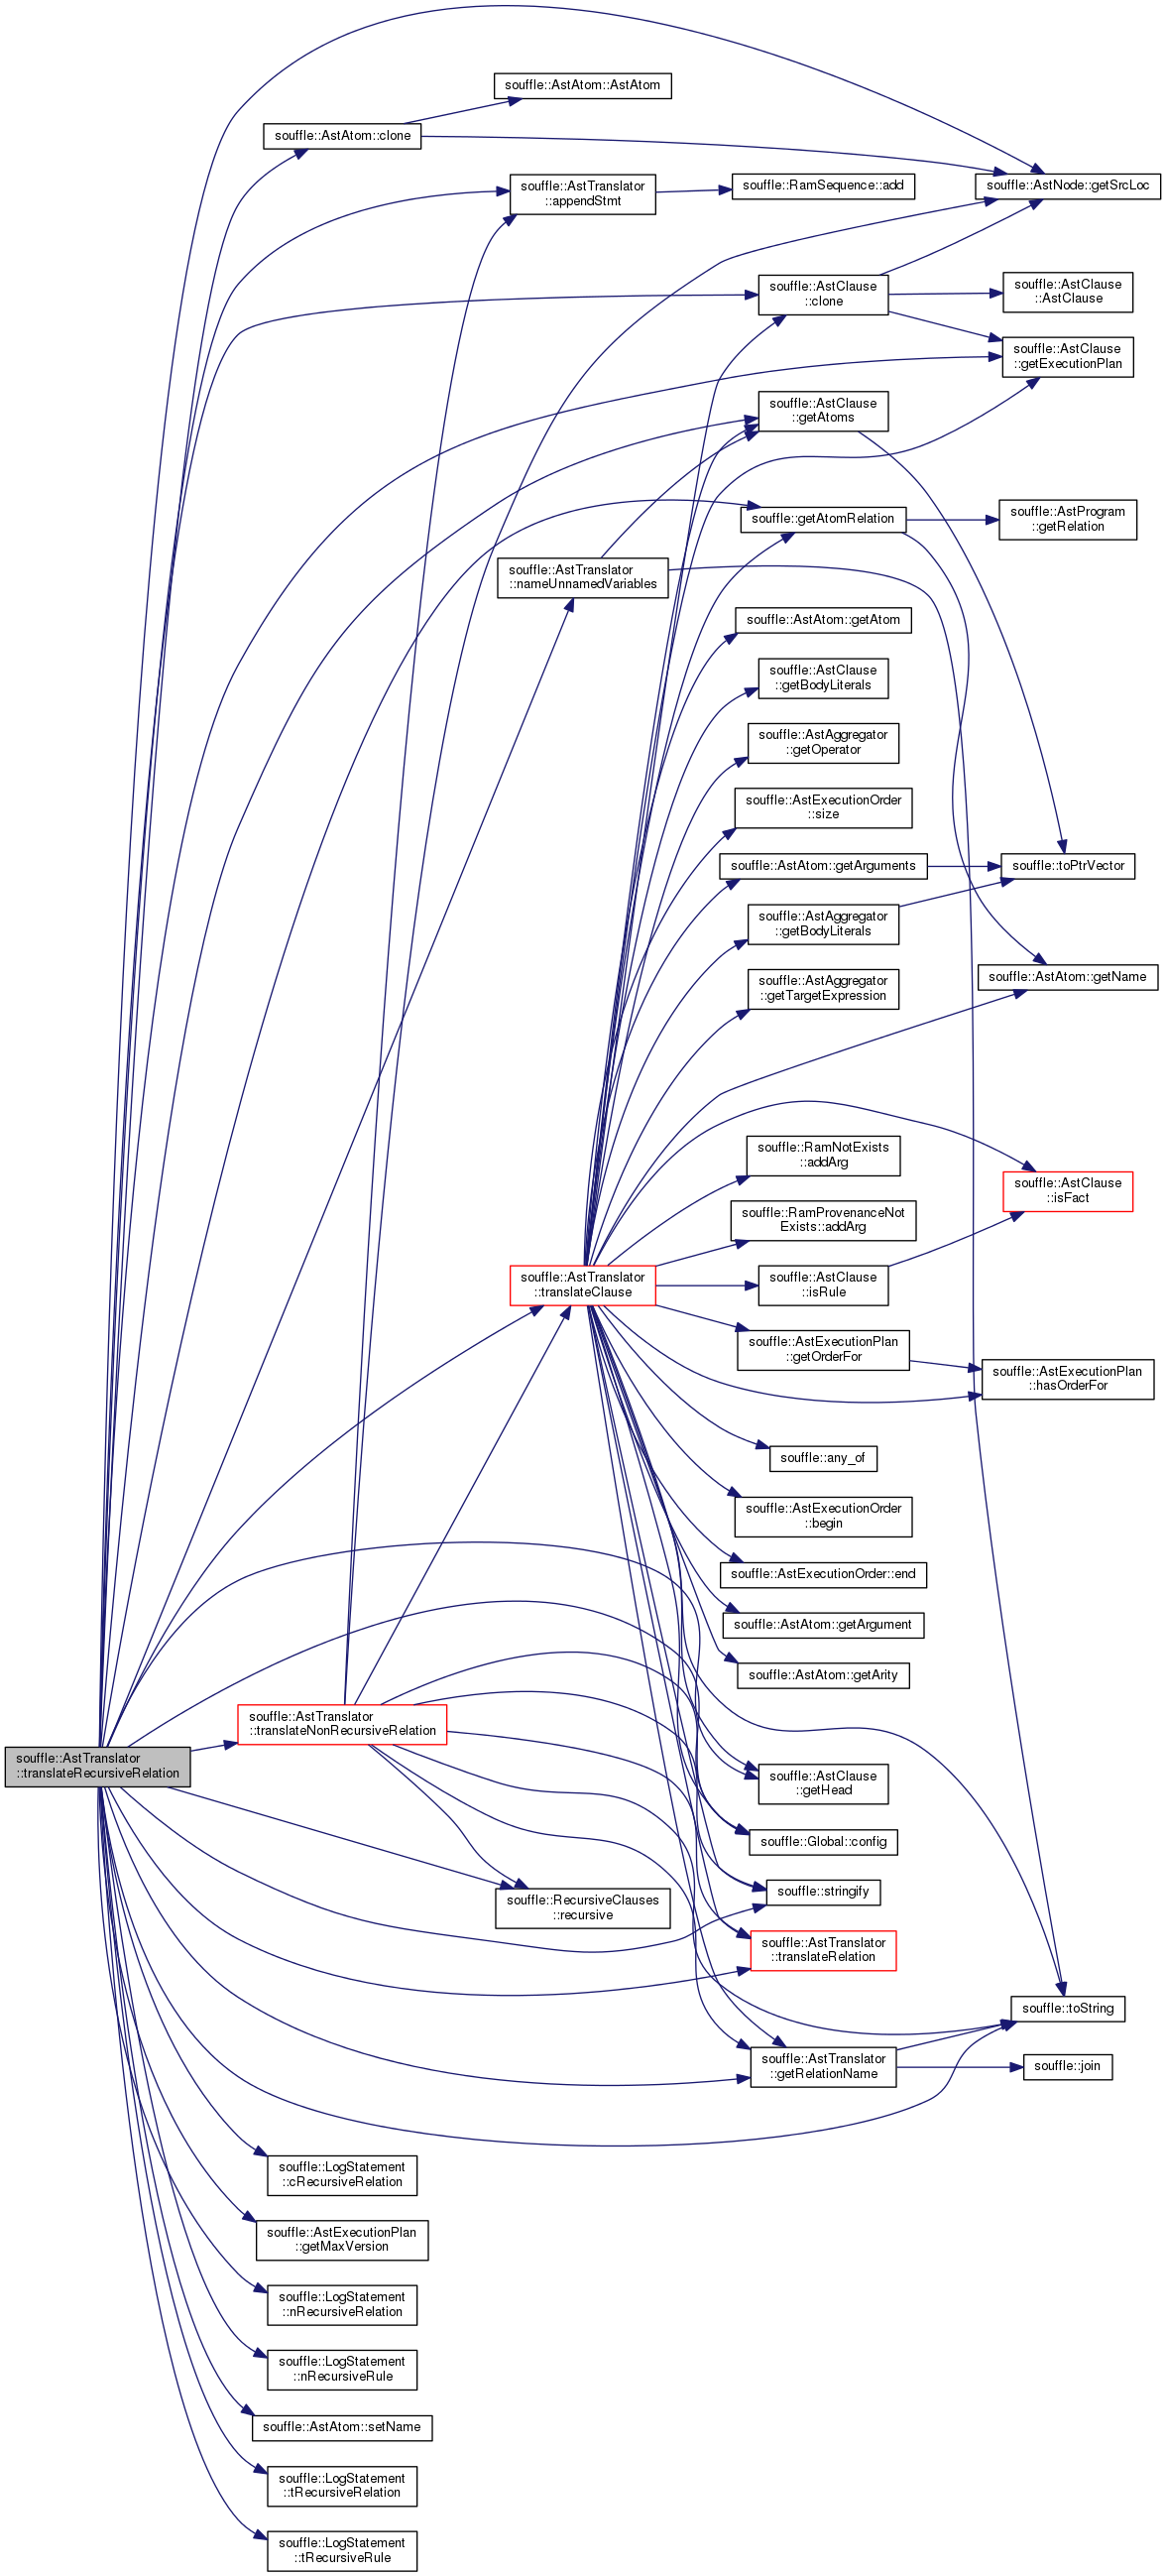 souffle::AstAtom::AstAtom
souffle::AstAtom::clone
souffle::AstTranslator
::appendStmt
souffle::RamSequence::add
souffle::AstNode::getSrcLoc
souffle::AstClause
::clone
souffle::AstClause
::AstClause
souffle::AstClause
::getExecutionPlan
souffle::AstClause
::getAtoms
souffle::getAtomRelation
souffle::AstProgram
::getRelation
souffle::AstTranslator
::nameUnnamedVariables
souffle::AstAtom::getAtom
souffle::AstClause
::getBodyLiterals
souffle::AstAggregator
::getOperator
souffle::AstExecutionOrder
::size
souffle::AstAtom::getArguments
souffle::toPtrVector
souffle::AstAggregator
::getBodyLiterals
souffle::AstAggregator
::getTargetExpression
souffle::AstAtom::getName
souffle::RamNotExists
::addArg
souffle::AstClause
::isFact
souffle::RamProvenanceNot
Exists::addArg
souffle::AstTranslator
::translateClause
souffle::AstClause
::isRule
souffle::AstExecutionPlan
::getOrderFor
souffle::AstExecutionPlan
::hasOrderFor
souffle::any_of
souffle::AstExecutionOrder
::begin
souffle::AstExecutionOrder::end
souffle::AstAtom::getArgument
souffle::AstAtom::getArity
souffle::AstTranslator
::translateNonRecursiveRelation
souffle::AstTranslator
::translateRecursiveRelation
souffle::AstClause
::getHead
souffle::Global::config
souffle::stringify
souffle::RecursiveClauses
::recursive
souffle::AstTranslator
::translateRelation
souffle::toString
souffle::AstTranslator
::getRelationName
souffle::join
souffle::LogStatement
::cRecursiveRelation
souffle::AstExecutionPlan
::getMaxVersion
souffle::LogStatement
::nRecursiveRelation
souffle::LogStatement
::nRecursiveRule
souffle::AstAtom::setName
souffle::LogStatement
::tRecursiveRelation
souffle::LogStatement
::tRecursiveRule